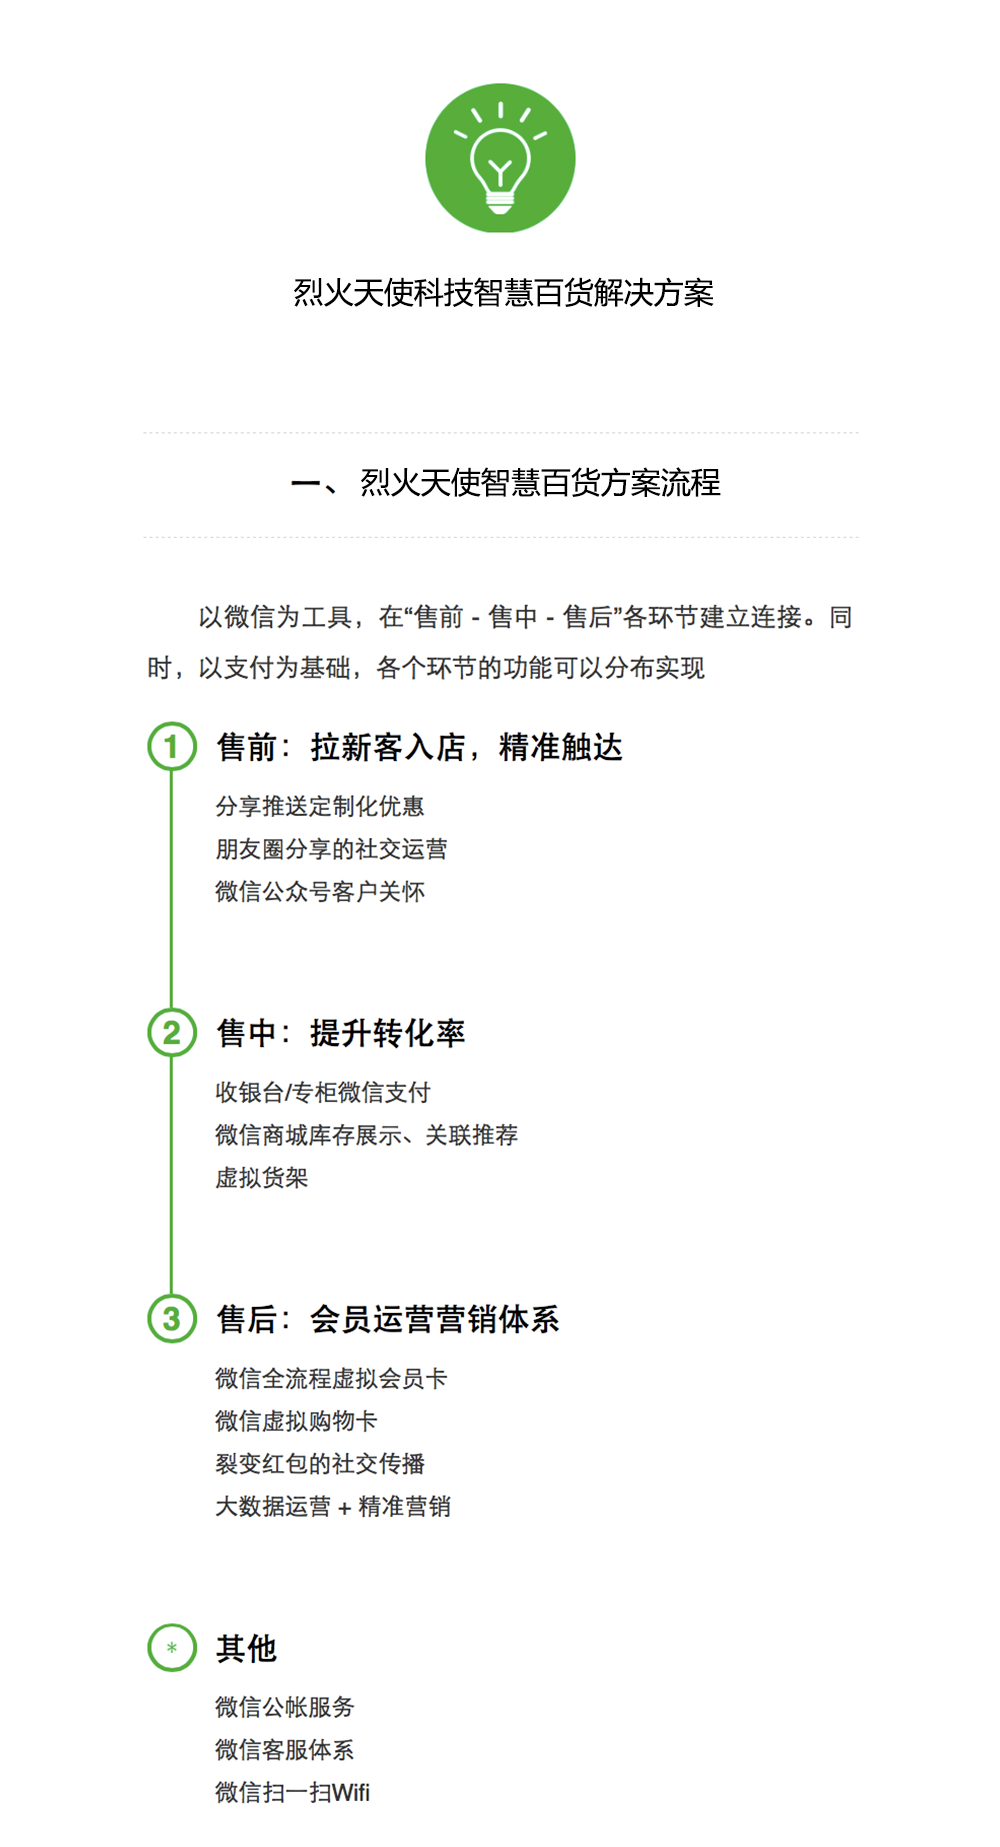 烈火天使科技智慧百货解决方案
一、烈火天使智慧百货方案流程
以微信为工具，在“售前 - 售中 - 售后”各环节建立连接。同
时，以支付为基础，各个环节的功能可以分布实现
1 售前：拉新客入店，精准触达
分享推送定制化优惠
朋友圈分享的社交运营
微信公众号客户关怀
2 售中：提升转化率
收银台/专柜微信支付
微信商城库存展示、关联推荐
虚拟货架
3 售后：会员运营营销体系
微信全流程虚拟会员卡
微信虚拟购物卡
裂变红包的社交传播
大数据运营 + 精准营销
* 其他
微信公帐服务
微信客服体系
微信扫一扫Wifi